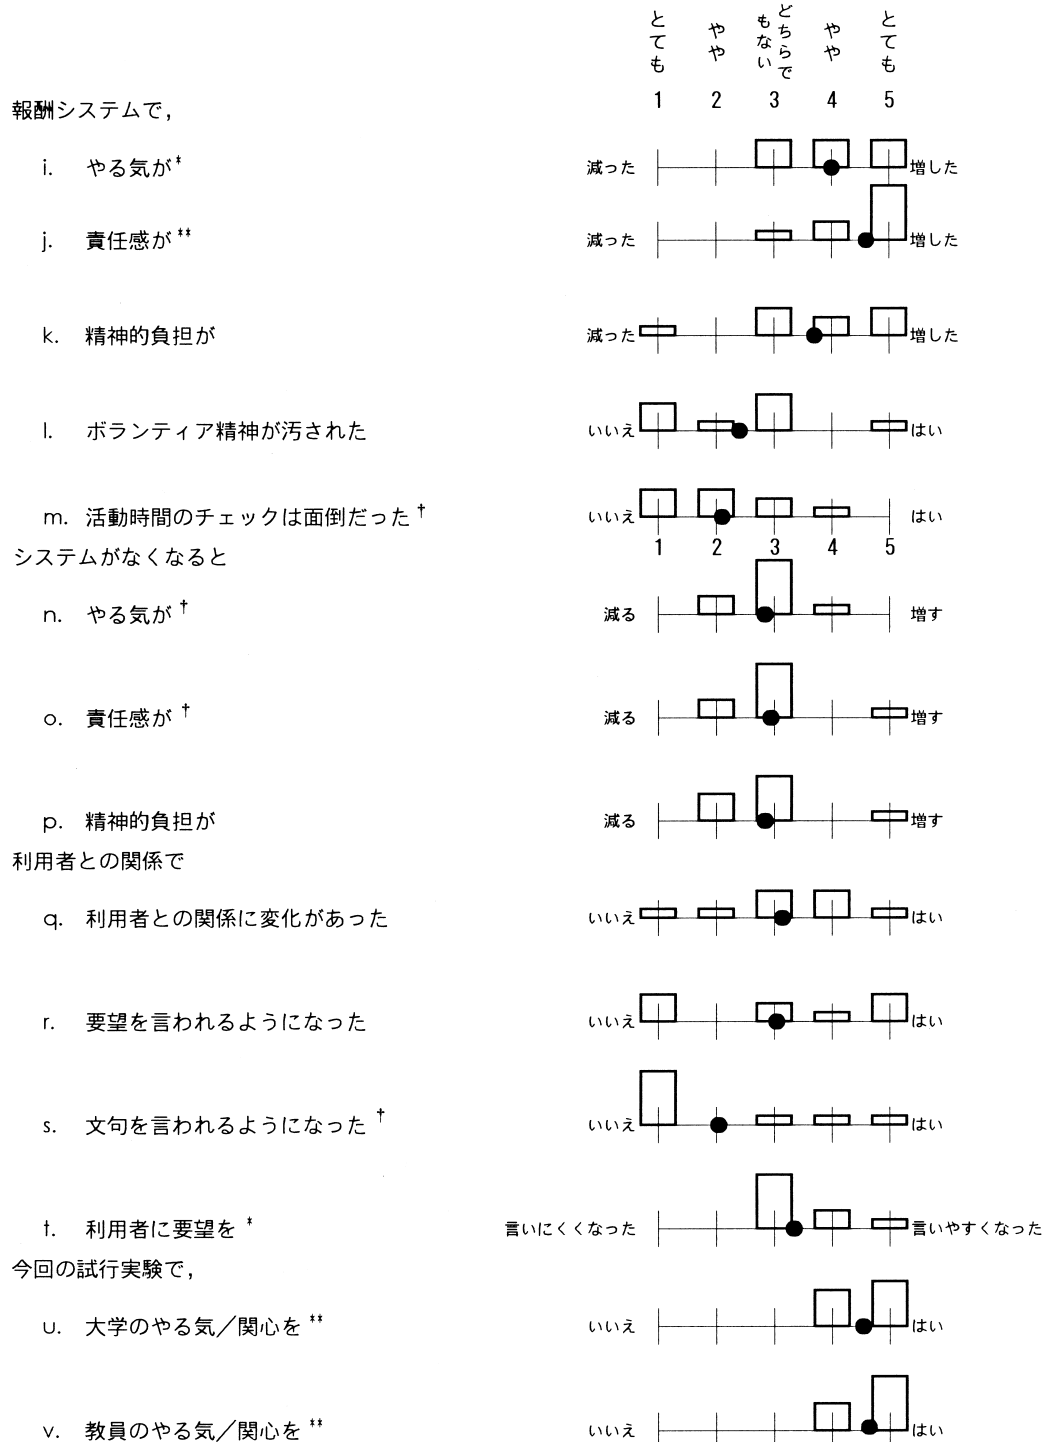 とても やや どちらで もない やや とても
1 2 3 4 5
報酬システムで,
i. やる気が* 減った 増した
j. 責任感が** 減った 増した
k. 精神的負担が 減った 増した
l. ボランティア精神が汚された いいえ はい
m. 活動時間のチェックは面倒だった† いいえ はい
1 2 3 4 5
システムがなくなると
n. やる気が† 減る 増す
o. 責任感が† 減る 増す
p. 精神的負担が 減る 増す
利用者との関係で
q. 利用者との関係に変化があった いいえ はい
r. 要望を言われるようになった いいえ はい
s. 文句を言われるようになった† いいえ はい
t. 利用者に要望を* 言いにくくなった 言いやすくなった
今回の試行実験で,
u. 大学のやる気/関心を** いいえ はい
v. 教員のやる気/関心を** いいえ はい